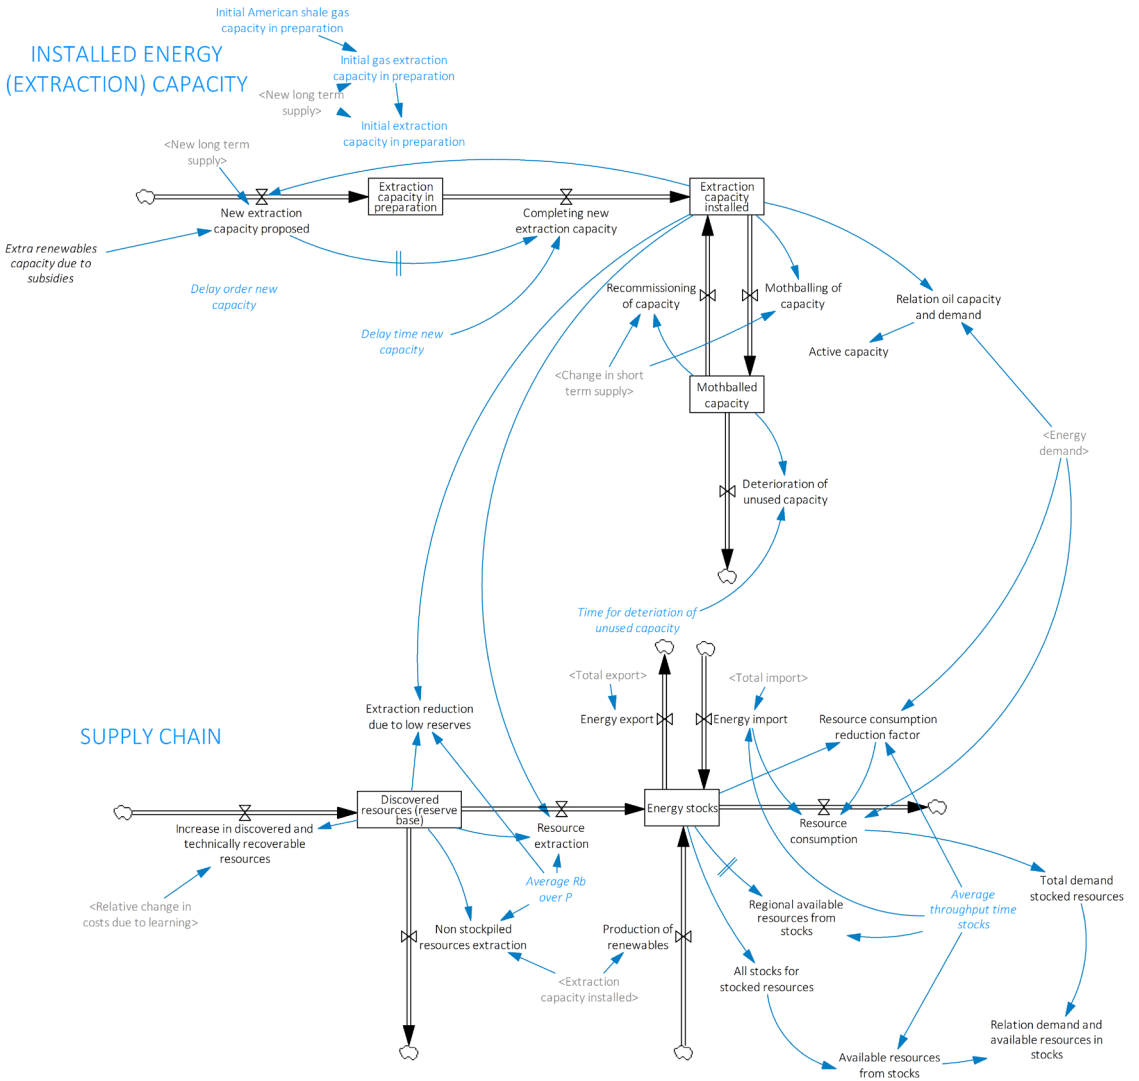 Initial American shale gas
capacity in preparation
INSTALLED ENERGY
(EXTRACTION) CAPACITY
Initial gas extraction
capacity in preparation
<New long term
supply>
Initial extraction
capacity in preparation
<New long term
supply>
Extraction
capacity in
preparation
Extraction
capacity
installed
New extraction
capacity proposed
Completing new
extraction capacity
Extra renewables
capacity due to
subsidies
Delay order new
capacity
Recommissioning
of capacity
Mothballing of
capacity
Relation oil capacity
and demand
Delay time new
capacity
Active capacity
<Change in short
term supply>
Mothballed
capacity
<Energy
demand>
Deterioration of
unused capacity
Time for deteriation of
unused capacity
<Total export>
<Total import>
Extraction reduction
due to low reserves
Energy export
Energy import
Resource consumption
reduction factor
SUPPLY CHAIN
Discovered
resources (reserve
base)
Energy stocks
Increase in discovered and
technically recoverable
resources
Resource
extraction
Resource
consumption
Average Rb
over P
Total demand
stocked resources
<Relative change in
costs due to learning>
Regional available
resources from
stocks
Average
throughput time
stocks
Non stockpiled
resources extraction
Production of
renewables
All stocks for
stocked resources
<Extraction
capacity installed>
Relation demand and
available resources in
stocks
Available resources
from stocks